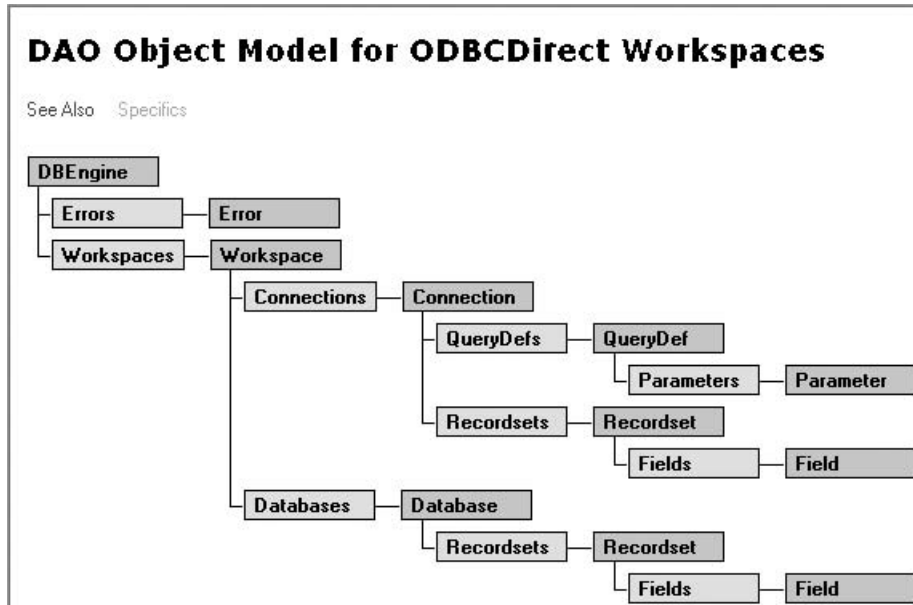 DAO Object Model for ODBCDirect Workspaces
See Also Specifics
DBEngine
Errors Error
Workspaces Workspace
Connections Connection
QueryDefs QueryDef
Parameters Parameter
Recordsets Recordset
Fields Field
Databases Database
Recordsets Recordset
Fields Field